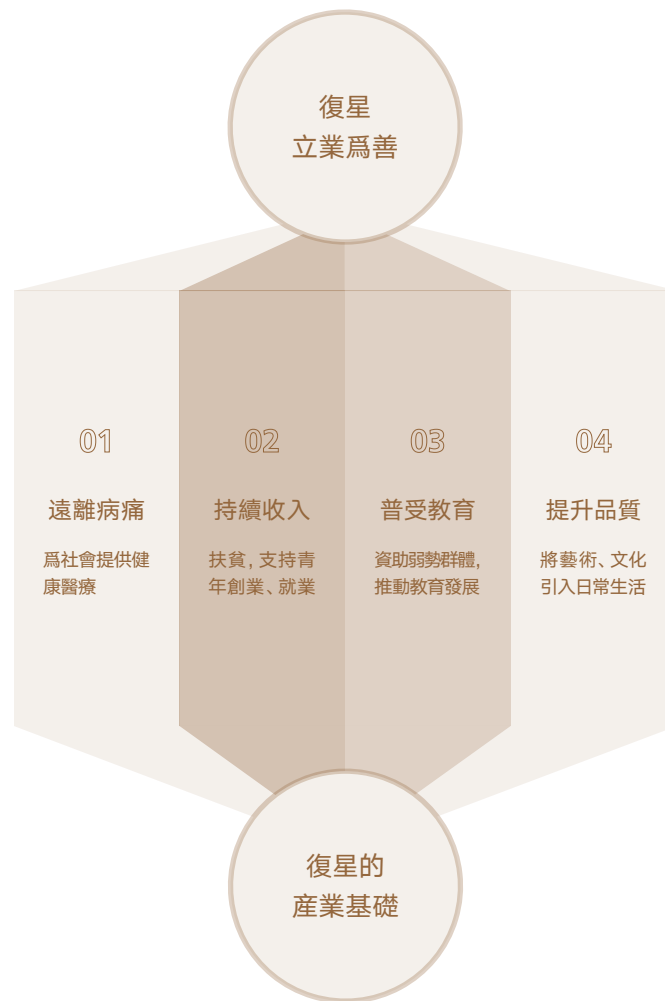 復星
立業爲善
01
遠離病痛
爲社會提供健
康醫療
02
持續收入
扶貧，支持青
年創業、就業
03
普受教育
資助弱勢群體，
推動教育發展
04
提升品質
將藝術、文化
引入日常生活
復星的
産業基礎